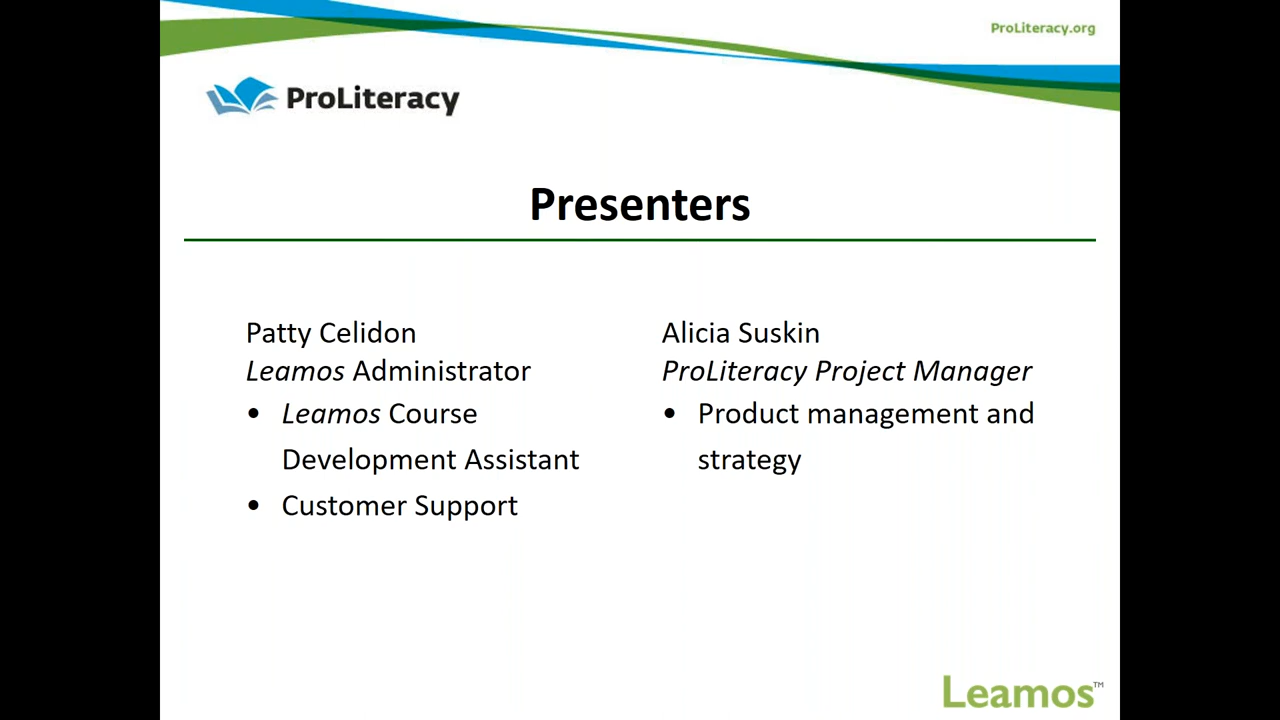 ProLiteracy.org
ProLiteracy
Presenters
Patty Celidon
Leamos Administrator
• Leamos Course
Development Assistant
• Customer Support
Alicia Suskin
ProLiteracy Project Manager
• Product management and
strategy
Leamos™